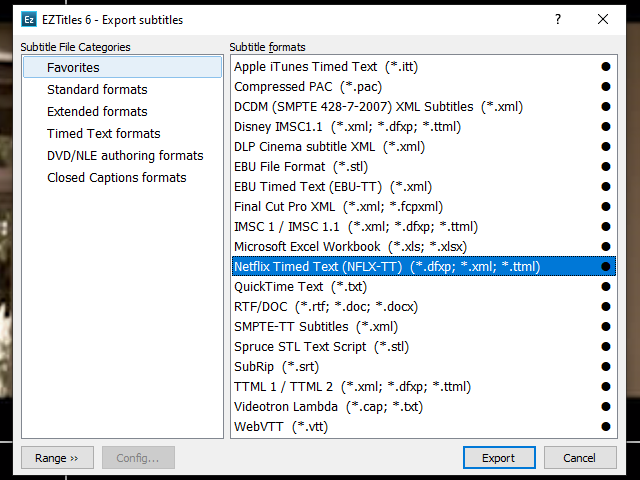 Ez EZTitles 6 - Export subtitles ?
Subtitle File Categories
Favorites
Standard formats
Extended formats
Timed Text formats
DVD/NLE authoring formats
Closed Captions formats
Subtitle formats
Apple iTunes Timed Text (*.itt)
Compressed PAC (*.pac)
DCDM (SMPTE 428-7-2007) XML Subtitles (*.xml)
Disney IMSC1.1 (*.xml; *.dfxp; *.ttml)
DLP Cinema subtitle XML (*.xml)
EBU File Format (*.stl)
EBU Timed Text (EBU-TT) (*.xml)
Final Cut Pro XML (*.xml; *.fcpxml)
IMSC 1 / IMSC 1.1 (*.xml; *.dfxp; *.ttml)
Microsoft Excel Workbook (*.xls; *.xlsx)
Netflix Timed Text (NFLX-TT) (*.dfxp; *.xml; *.ttml)
QuickTime Text (*.txt)
RTF/DOC (*.rtf; *.doc; *.docx)
SMPTE-TT Subtitles (*.xml)
Spruce STL Text Script (*.stl)
SubRip (*.srt)
TTML 1 / TTML 2 (*.xml; *.dfxp; *.ttml)
Videotron Lambda (*.cap; *.txt)
WebVTT (*.vtt)
Range >> Config... Export Cancel